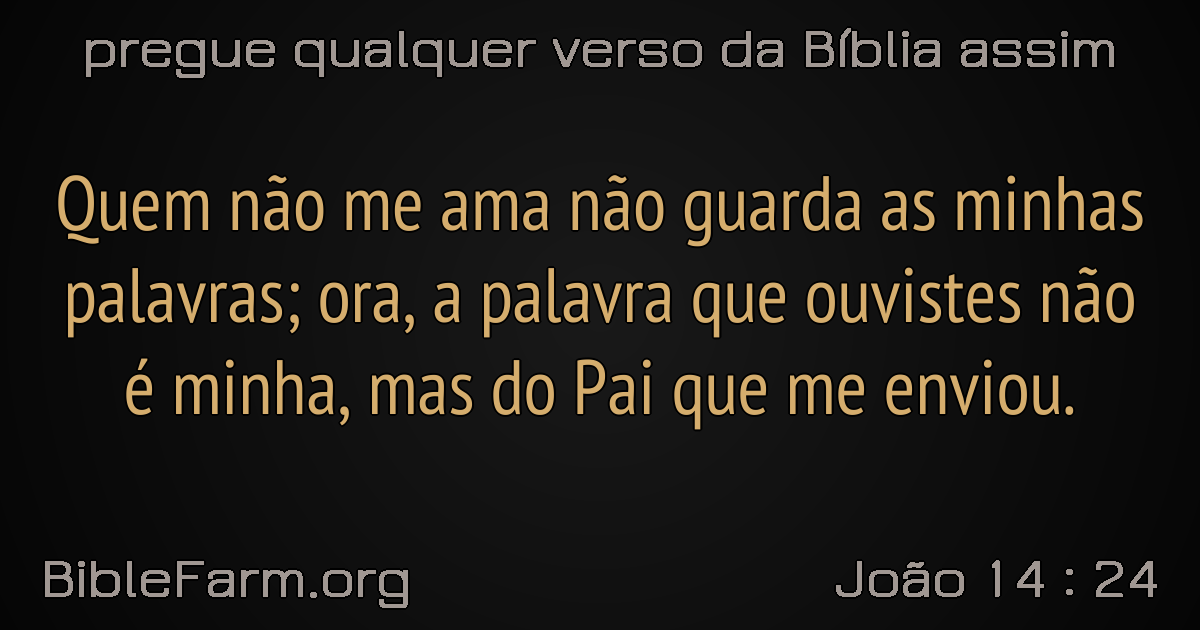 pregue qualquer verso da Bíblia assim
Quem não me ama não guarda as minhas
palavras; ora, a palavra que ouvistes não
é minha, mas do Pai que me enviou.
BibleFarm.org
João 14 : 24